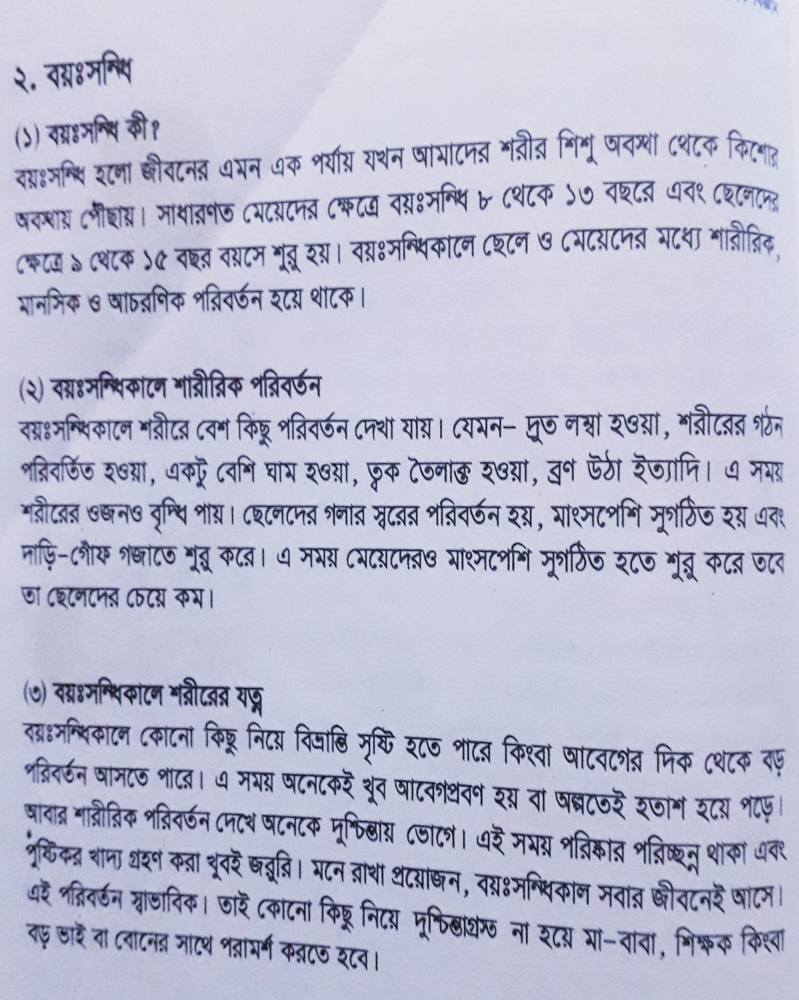 ২. বয়ঃসন্ধি
(১) বয়ঃসন্ধি কী?
বয়ঃসন্ধি হলো জীবনের এমন এক পর্যায় যখন আমাদের শরীর শিশু অবস্থা থেকে কিশোর
অবস্থায় পৌঁছায়। সাধারণত মেয়েদের ক্ষেত্রে বয়ঃসন্ধি ৮ থেকে ১৩ বছরে এবং ছেলেদের
ক্ষেত্রে ৯ থেকে ১৫ বছর বয়সে শুরু হয়। বয়ঃসন্ধিকালে ছেলে ও মেয়েদের মধ্যে শারীরিক,
মানসিক ও আচরণিক পরিবর্তন হয়ে থাকে।
(২) বয়ঃসন্ধিকালে শারীরিক পরিবর্তন
বয়ঃসন্ধিকালে শরীরে বেশ কিছু পরিবর্তন দেখা যায়। যেমন- দ্রুত লম্বা হওয়া, শরীরের গঠন
পরিবর্তিত হওয়া, একটু বেশি ঘাম হওয়া, ত্বক তৈলাক্ত হওয়া, ব্রণ উঠা ইত্যাদি। এ সময়
শরীরের ওজনও বৃদ্ধি পায়। ছেলেদের গলার স্বরের পরিবর্তন হয়, মাংসপেশি সুগঠিত হয় এবং
দাড়ি-গোঁফ গজাতে শুরু করে। এ সময় মেয়েদেরও মাংসপেশি সুগঠিত হতে শুরু করে তবে
তা ছেলেদের চেয়ে কম।
(৩) বয়ঃসন্ধিকালে শরীরের যত্ন
বয়ঃসন্ধিকালে কোনো কিছু নিয়ে বিভ্রান্তি সৃষ্টি হতে পারে কিংবা আবেগের দিক থেকে বড়
পরিবর্তন আসতে পারে। এ সময় অনেকেই খুব আবেগপ্রবণ হয় বা অল্পতেই হতাশ হয়ে পড়ে।
আবার শারীরিক পরিবর্তন দেখে অনেকে দুশ্চিন্তায় ভোগে। এই সময় পরিষ্কার পরিচ্ছন্ন থাকা এবং
পুষ্টিকর খাদ্য গ্রহণ করা খুবই জরুরি। মনে রাখা প্রয়োজন, বয়ঃসন্ধিকাল সবার জীবনেই আসে।
এই পরিবর্তন স্বাভাবিক। তাই কোনো কিছু নিয়ে দুশ্চিন্তাগ্রস্ত না হয়ে মা-বাবা, শিক্ষক কিংবা
বড় ভাই বা বোনের সাথে পরামর্শ করতে হবে।